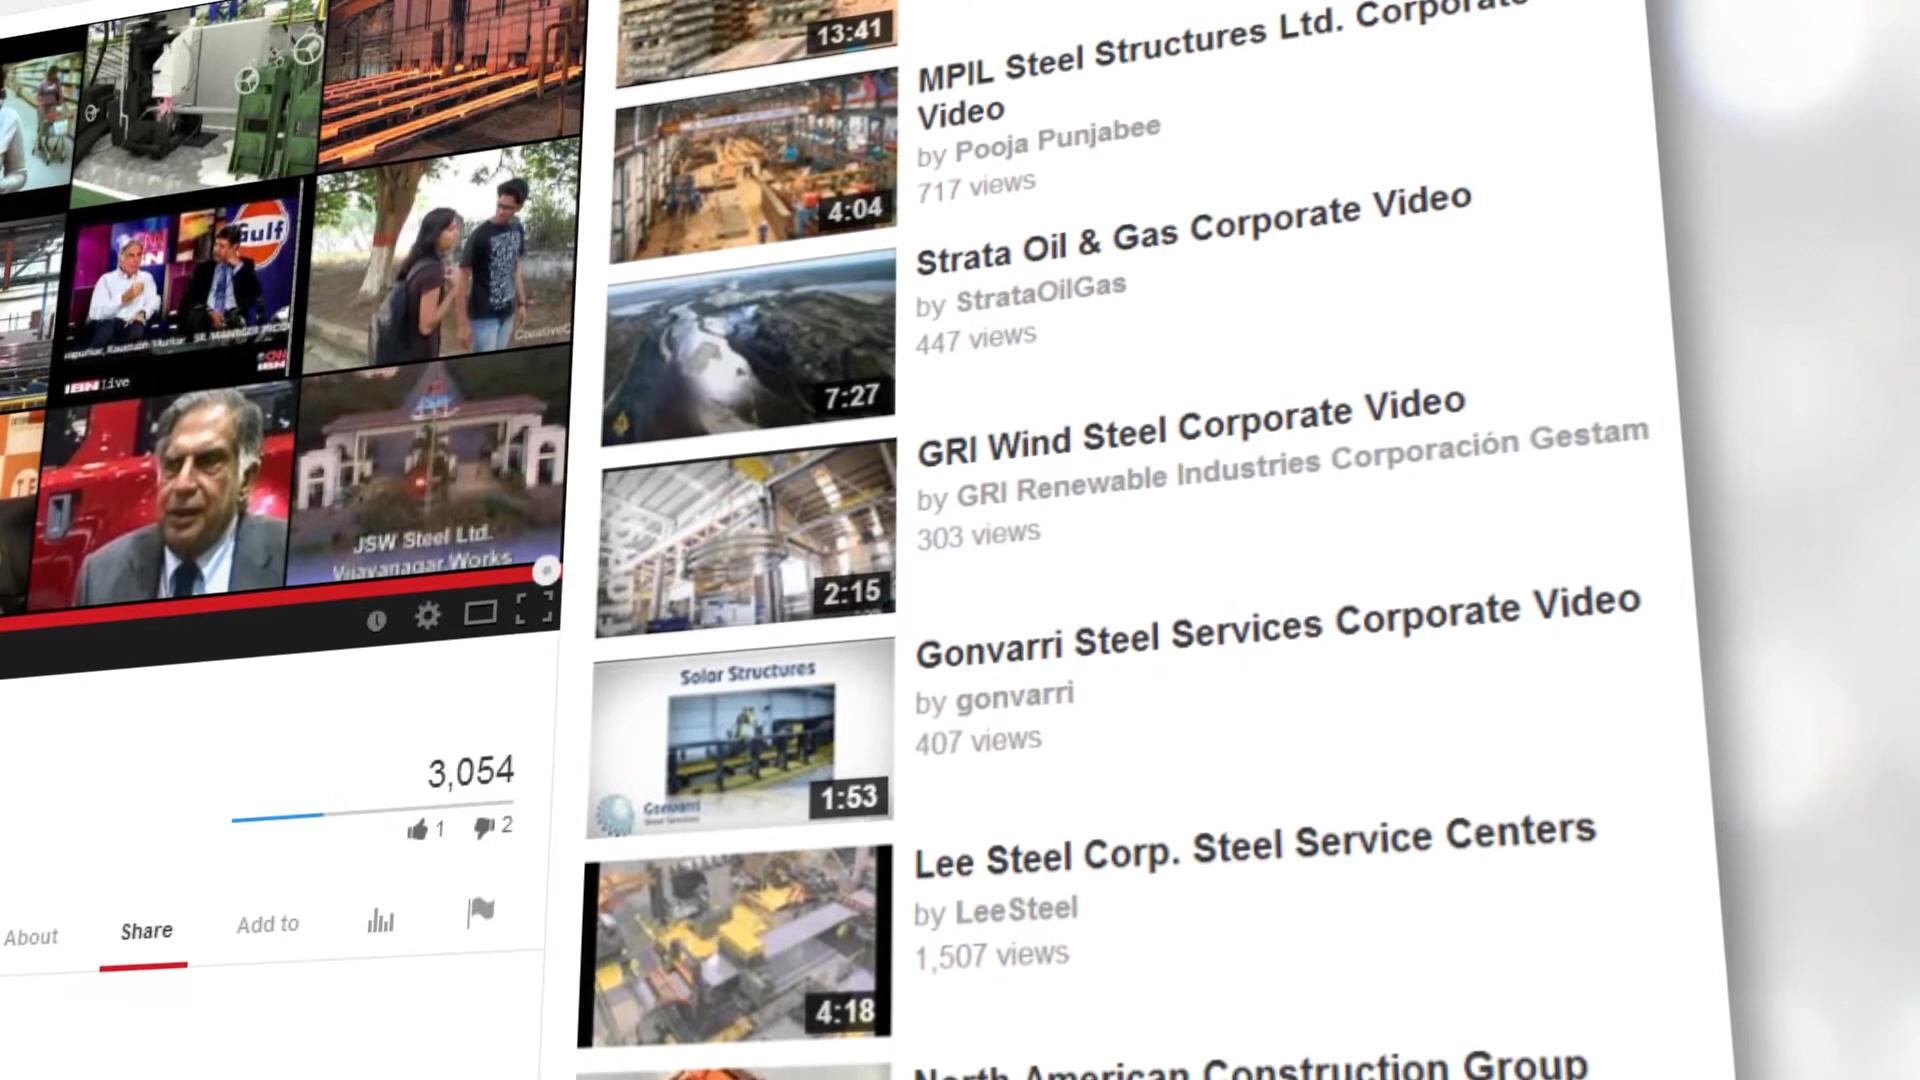 Gulf
IBN Live
JSW Steel Ltd.
Vijayanagar Works
3,054
1
2
About
Share
Add to
13:41
MPIL Steel Structures Ltd. Corporate
Video
by Pooja Punjabee
717 views
4:04
Strata Oil & Gas Corporate Video
by StrataOilGas
447 views
7:27
GRI Wind Steel Corporate Video
by GRI Renewable Industries Corporación Gestam
303 views
2:15
Gonvarri Steel Services Corporate Video
by gonvarri
407 views
Solar Structures
Gonvarri
Steel Services
1:53
Lee Steel Corp. Steel Service Centers
by LeeSteel
1,507 views
4:18
North American Construction Group